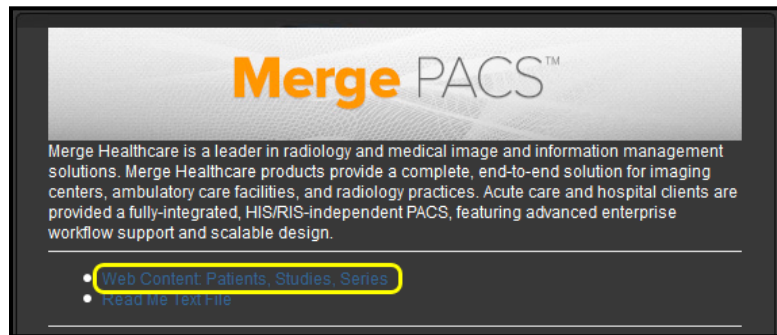 Merge PACS™
Merge Healthcare is a leader in radiology and medical image and information management
solutions. Merge Healthcare products provide a complete, end-to-end solution for imaging
centers, ambulatory care facilities, and radiology practices. Acute care and hospital clients are
provided a fully-integrated, HIS/RIS-independent PACS, featuring advanced enterprise
workflow support and scalable design.
Web Content: Patients, Studies, Series
Read Me Text File